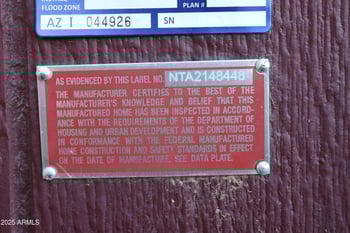 FLOOD ZONE
PLAN #
AZ I 044926
SN
AS EVIDENCED BY THIS LABEL NO. NTA2148448
THE MANUFACTURER CERTIFIES TO THE BEST OF THE
MANUFACTURER'S KNOWLEDGE AND BELIEF THAT THIS
MANUFACTURED HOME HAS BEEN INSPECTED IN ACCORD-
ANCE WITH THE REQUIREMENTS OF THE DEPARTMENT OF
HOUSING AND URBAN DEVELOPMENT AND IS CONSTRUCTED
IN CONFORMANCE WITH THE FEDERAL MANUFACTURED
HOME CONSTRUCTION AND SAFETY STANDARDS IN EFFECT
ON THE DATE OF MANUFACTURE. SEE DATA PLATE.
2025 ARMLS